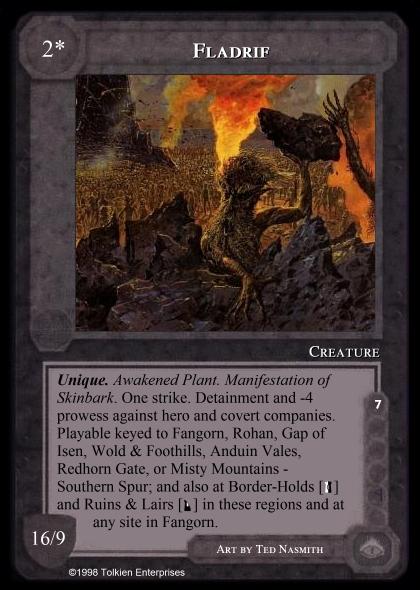 2*
FLADRIF
CREATURE
Unique. Awakened Plant. Manifestation of
Skinbark. One strike. Detainment and -4
prowess against hero and covert companies.
Playable keyed to Fangorn, Rohan, Gap of
Isen, Wold & Foothills, Anduin Vales,
Redhorn Gate, or Misty Mountains -
Southern Spur; and also at Border-Holds [ ]
and Ruins & Lairs [ ] in these regions and at
any site in Fangorn.
7
16/9
ART BY TED NASMITH
©1998 Tolkien Enterprises